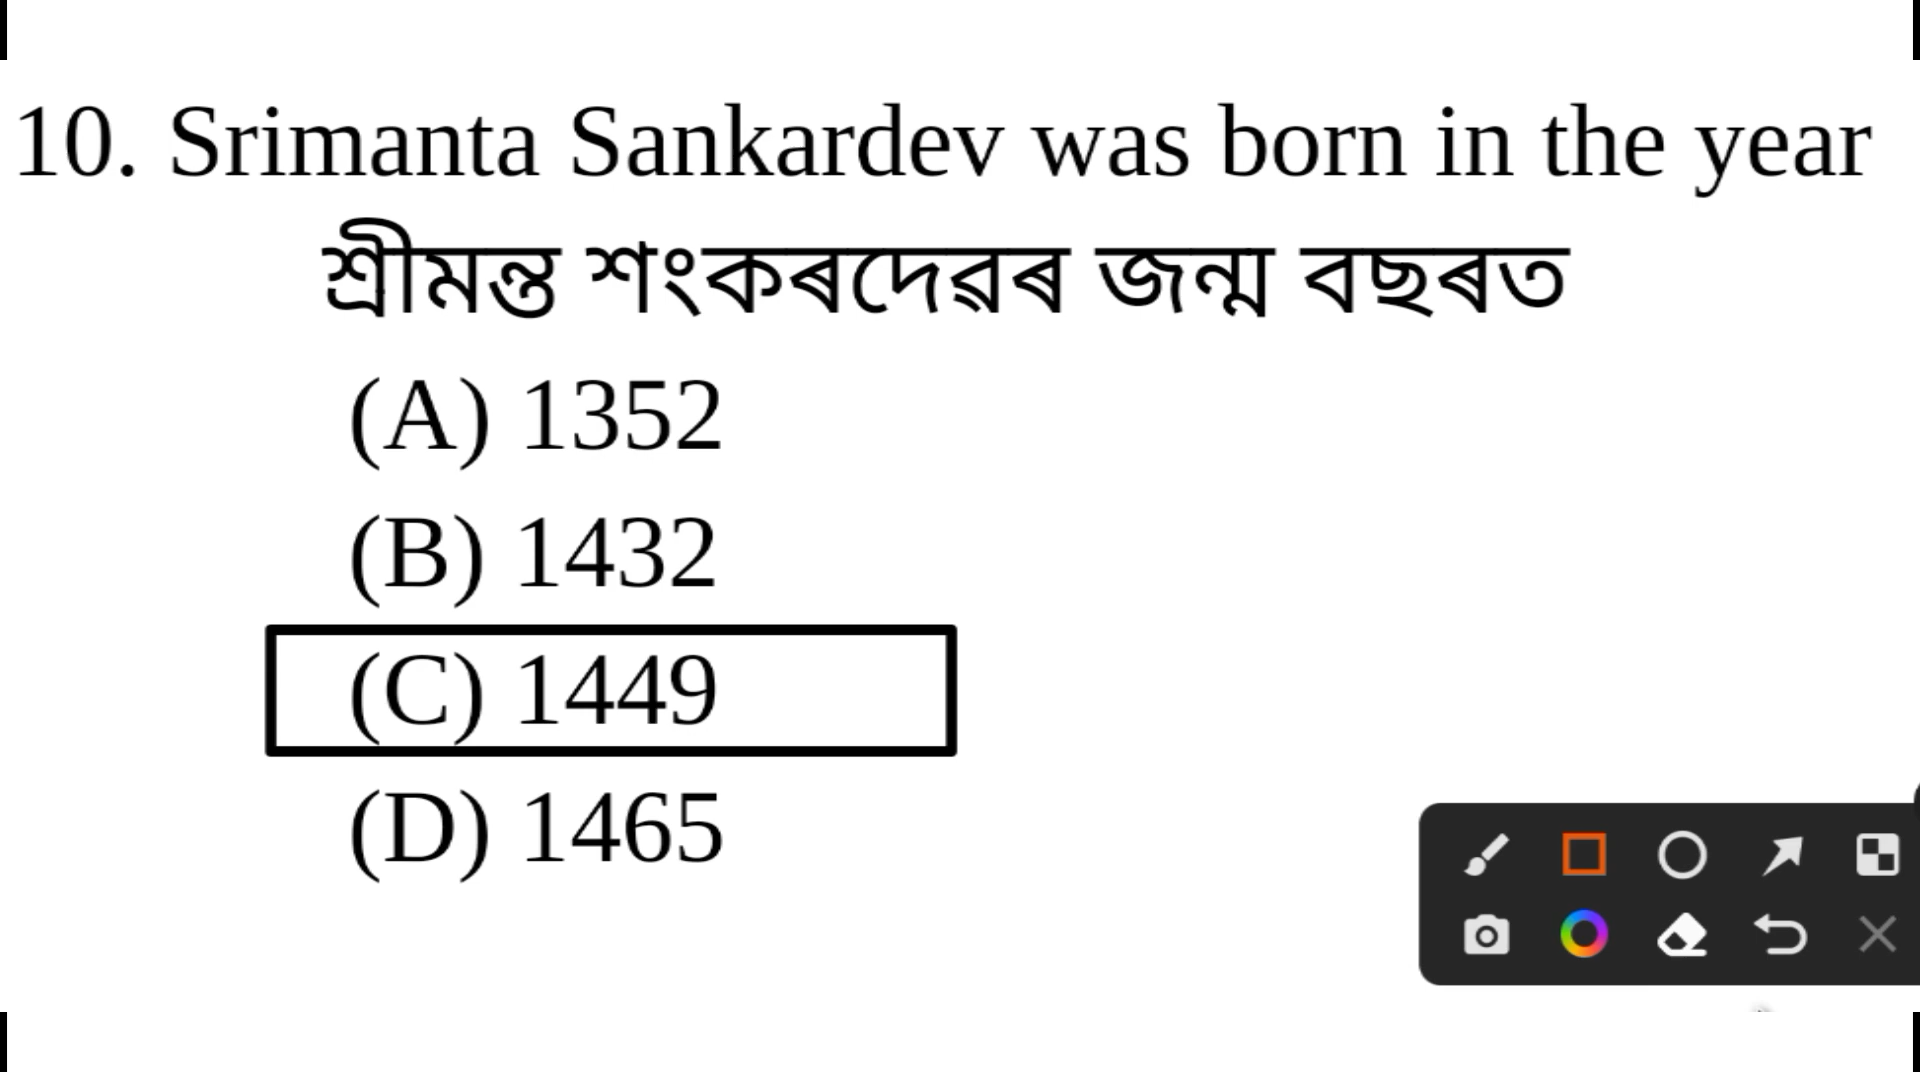 10. Srimanta Sankardev was born in the year
শ্ৰীমন্ত শংকৰদেৱৰ জন্ম বছৰত
(A) 1352
(B) 1432
(C) 1449
(D) 1465